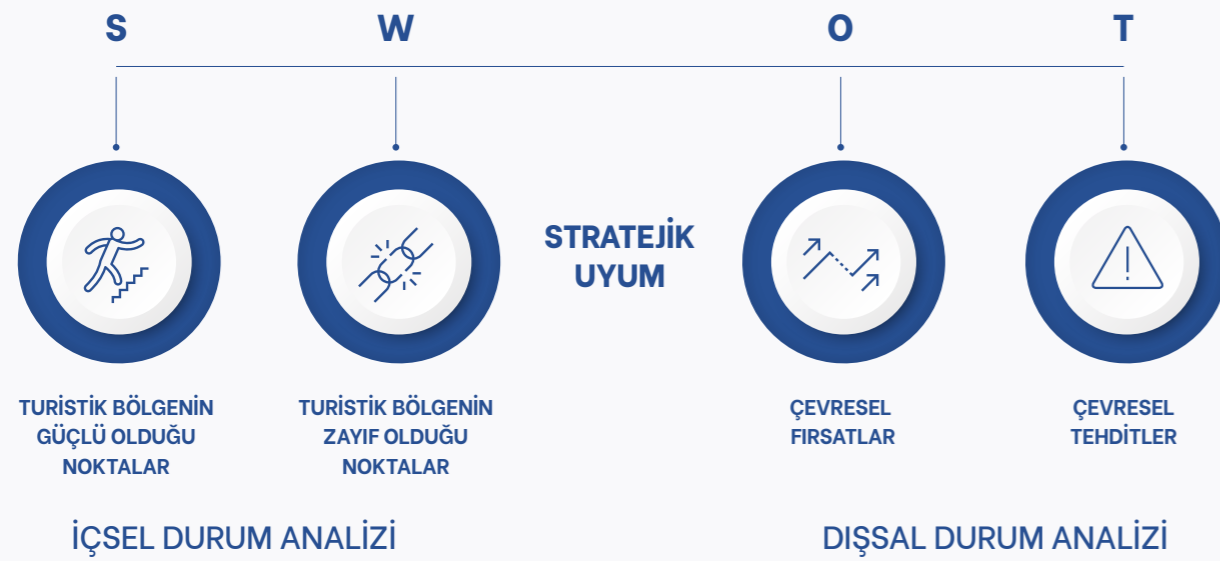 S
W
O
T
STRATEJİK
UYUM
TURİSTİK BÖLGENİN
GÜÇLÜ OLDUĞU
NOKTALAR
TURİSTİK BÖLGENİN
ZAYIF OLDUĞU
NOKTALAR
ÇEVRESEL
FIRSATLAR
ÇEVRESEL
TEHDİTLER
İÇSEL DURUM ANALİZİ
DIŞSAL DURUM ANALİZİ